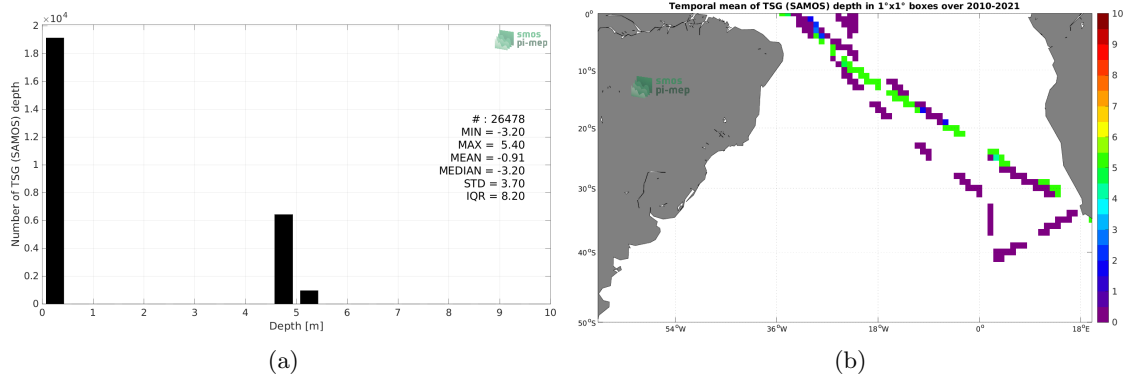 ×10⁴
2
1.8
1.6
1.4
1.2
1
0.8
0.6
0.4
0.2
0
Number of TSG (SAMOS) depth
smos
pi-mep
# : 26478
MIN = -3.20
MAX = 5.40
MEAN = -0.91
MEDIAN = -3.20
STD = 3.70
IQR = 8.20
0 1 2 3 4 5 6 7 8 9 10
Depth [m]
(a)
Temporal mean of TSG (SAMOS) depth in 1°x1° boxes over 2010-2021
0°
10°S
20°S
30°S
40°S
50°S
smos
pi-mep
54°W 36°W 18°W 0° 18°E
10
9
8
7
6
5
4
3
2
1
0
(b)